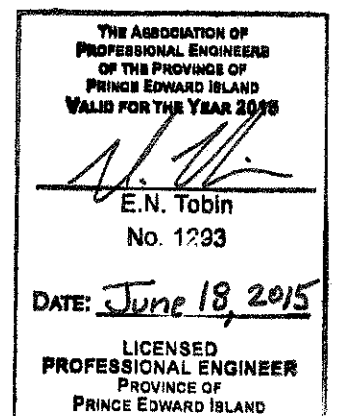 THE ASSOCIATION OF
PROFESSIONAL ENGINEERS
OF THE PROVINCE OF
PRINCE EDWARD ISLAND
VALID FOR THE YEAR 2015
E.N. Tobin
No. 1293
DATE: June 18, 2015
LICENSED
PROFESSIONAL ENGINEER
PROVINCE OF
PRINCE EDWARD ISLAND